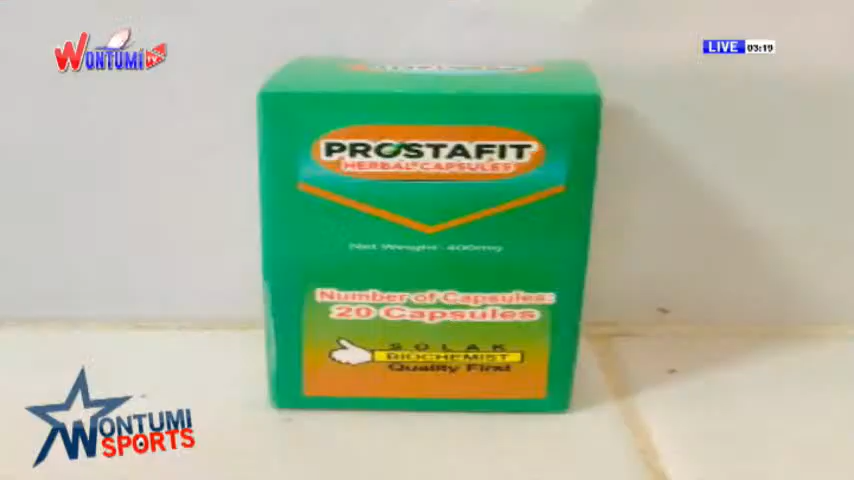 WONTUMI TV
LIVE 03:19
PROSTAFIT
HERBAL CAPSULES
Net Weight: 400mg
Number of Capsules:
20 Capsules
SOLAK
BIOCHEMIST
Quality First
WONTUMI
SPORTS